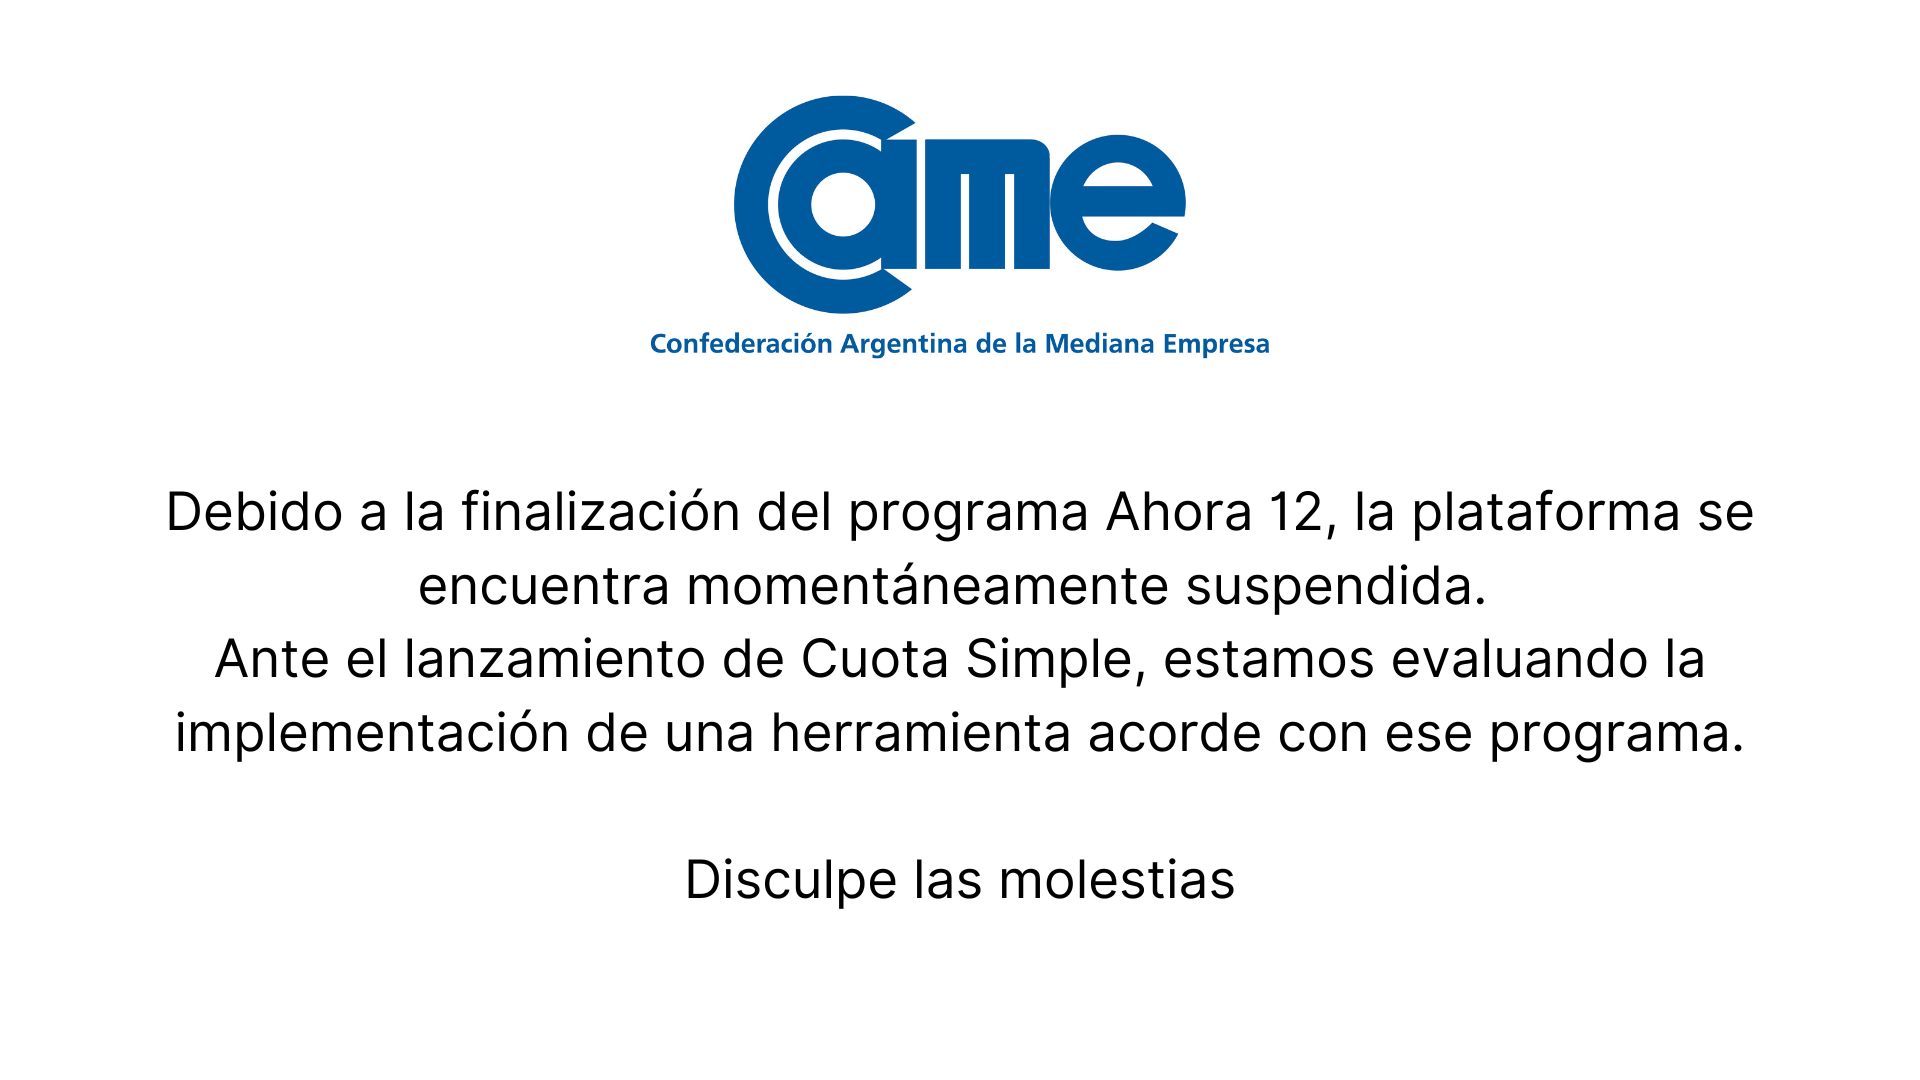 Came
Confederación Argentina de la Mediana Empresa
Debido a la finalización del programa Ahora 12, la plataforma se
encuentra momentáneamente suspendida.
Ante el lanzamiento de Cuota Simple, estamos evaluando la
implementación de una herramienta acorde con ese programa.
Disculpe las molestias